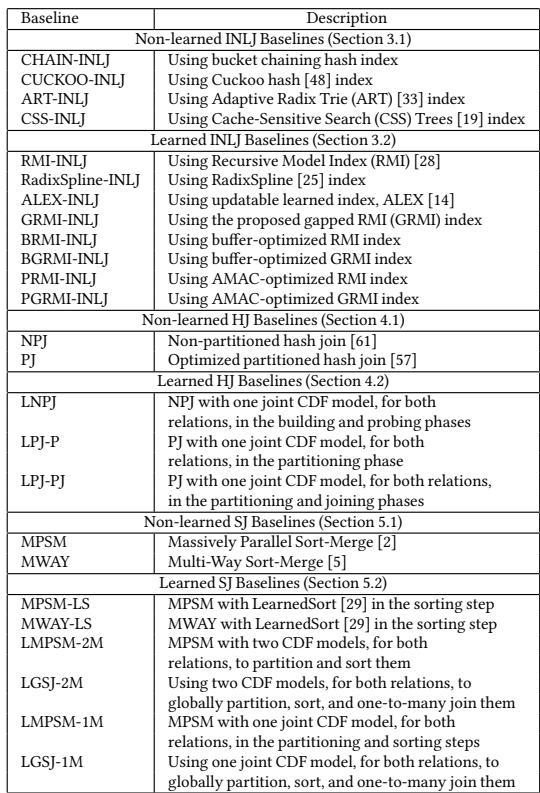 Baseline Description
Non-learned INLJ Baselines (Section 3.1)
CHAIN-INLJ Using bucket chaining hash index
CUCKOO-INLJ Using Cuckoo hash [48] index
ART-INLJ Using Adaptive Radix Trie (ART) [33] index
CSS-INLJ Using Cache-Sensitive Search (CSS) Trees [19] index
Learned INLJ Baselines (Section 3.2)
RMI-INLJ Using Recursive Model Index (RMI) [28]
RadixSpline-INLJ Using RadixSpline [25] index
ALEX-INLJ Using updatable learned index, ALEX [14]
GRMI-INLJ Using the proposed gapped RMI (GRMI) index
BRMI-INLJ Using buffer-optimized RMI index
BGRMI-INLJ Using buffer-optimized GRMI index
PRMI-INLJ Using AMAC-optimized RMI index
PGRMI-INLJ Using AMAC-optimized GRMI index
Non-learned HJ Baselines (Section 4.1)
NPJ Non-partitioned hash join [61]
PJ Optimized partitioned hash join [57]
Learned HJ Baselines (Section 4.2)
LNPJ NPJ with one joint CDF model, for both
relations, in the building and probing phases
LPJ-P PJ with one joint CDF model, for both
relations, in the partitioning phase
LPJ-PJ PJ with one joint CDF model, for both relations,
in the partitioning and joining phases
Non-learned SJ Baselines (Section 5.1)
MPSM Massively Parallel Sort-Merge [2]
MWAY Multi-Way Sort-Merge [5]
Learned SJ Baselines (Section 5.2)
MPSM-LS MPSM with LearnedSort [29] in the sorting step
MWAY-LS MWAY with LearnedSort [29] in the sorting step
LMPSM-2M MPSM with two CDF models, for both
relations, to partition and sort them
LGSJ-2M Using two CDF models, for both relations, to
globally partition, sort, and one-to-many join them
LMPSM-1M MPSM with one joint CDF model, for both
relations, in the partitioning and sorting steps
LGSJ-1M Using one joint CDF model, for both relations, to
globally partition, sort, and one-to-many join them